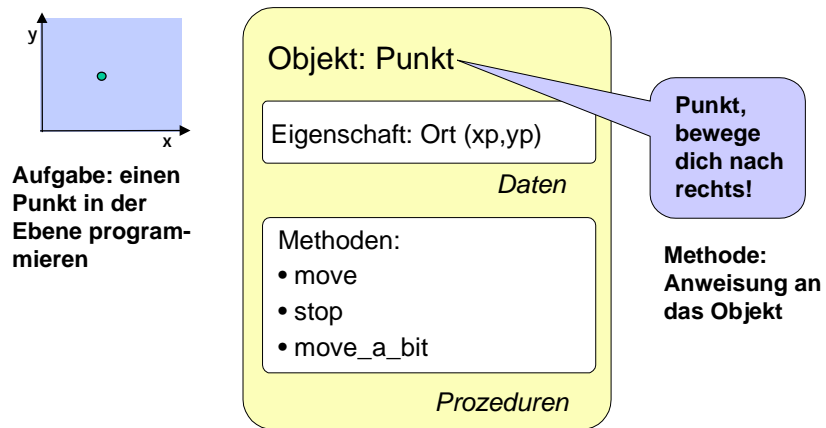 y
x
Aufgabe: einen
Punkt in der
Ebene program-
mieren
Objekt: Punkt
Eigenschaft: Ort (xp,yp)
Daten
Methoden:
• move
• stop
• move_a_bit
Prozeduren
Punkt,
bewege
dich nach
rechts!
Methode:
Anweisung an
das Objekt